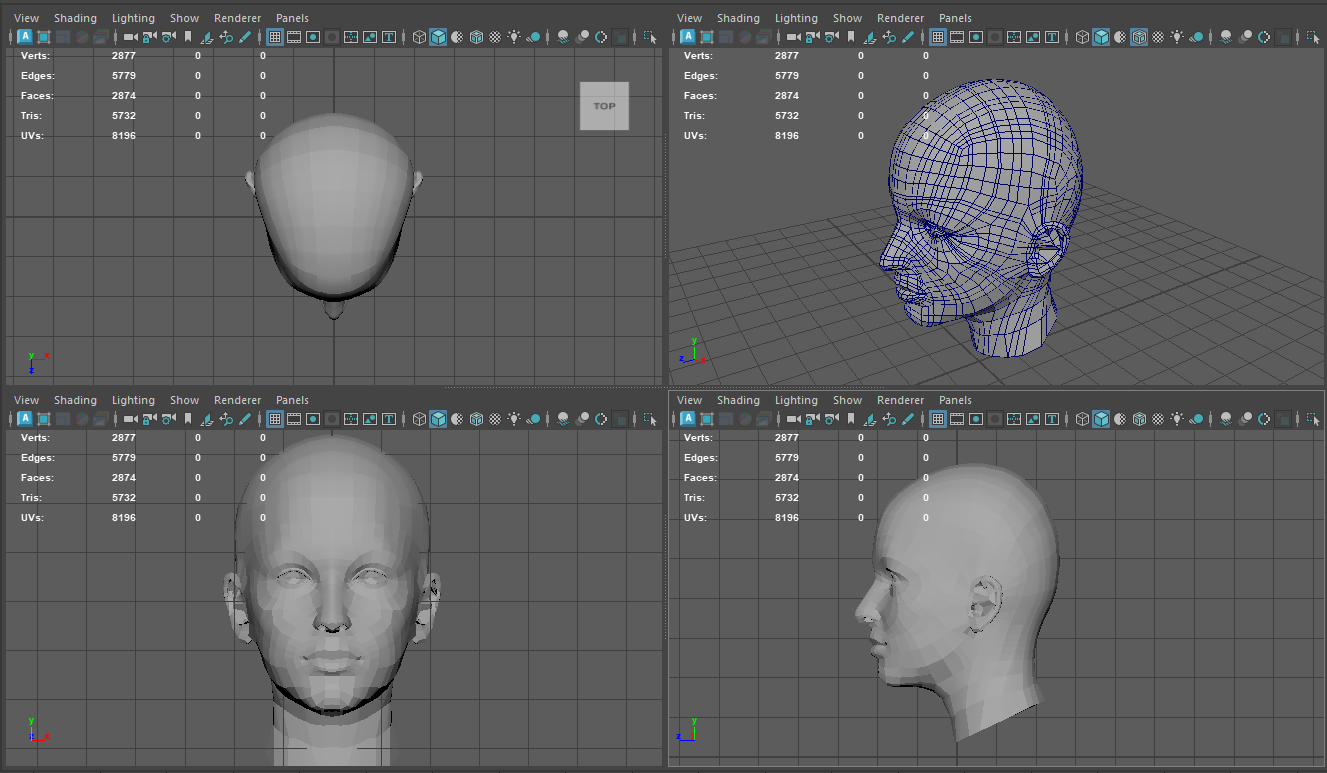 View Shading Lighting Show Renderer Panels
Verts: 2877 0 0
Edges: 5779 0 0
Faces: 2874 0 0
Tris: 5732 0 0
UVs: 8196 0 0
TOP
y x
z
View Shading Lighting Show Renderer Panels
Verts: 2877 0 0
Edges: 5779 0 0
Faces: 2874 0 0
Tris: 5732 0 0
UVs: 8196 0 0
y
z x
View Shading Lighting Show Renderer Panels
Verts: 2877 0 0
Edges: 5779 0 0
Faces: 2874 0 0
Tris: 5732 0 0
UVs: 8196 0 0
y
z x
View Shading Lighting Show Renderer Panels
Verts: 2877 0 0
Edges: 5779 0 0
Faces: 2874 0 0
Tris: 5732 0 0
UVs: 8196 0 0
y
z